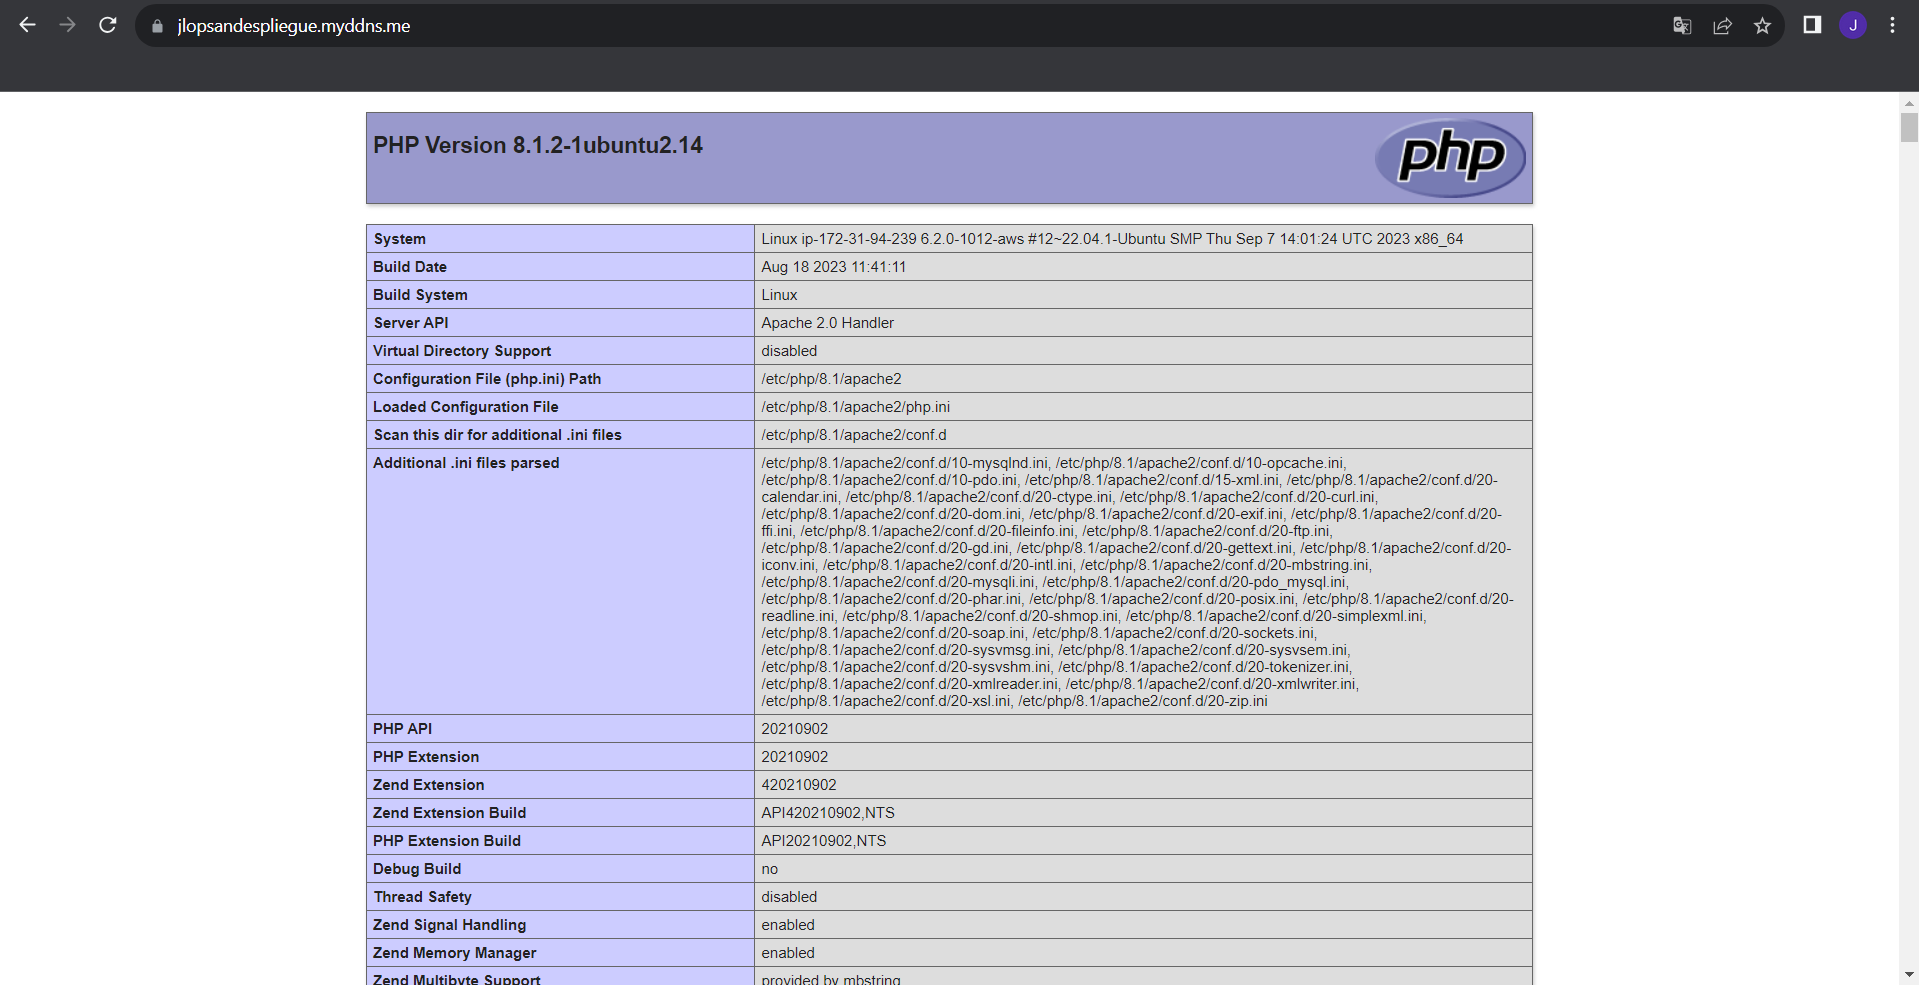 jlopsandespliegue.myddns.me
J
PHP Version 8.1.2-1ubuntu2.14
php
System Linux ip-172-31-94-239 6.2.0-1012-aws #12~22.04.1-Ubuntu SMP Thu Sep 7 14:01:24 UTC 2023 x86_64
Build Date Aug 18 2023 11:41:11
Build System Linux
Server API Apache 2.0 Handler
Virtual Directory Support disabled
Configuration File (php.ini) Path /etc/php/8.1/apache2
Loaded Configuration File /etc/php/8.1/apache2/php.ini
Scan this dir for additional .ini files /etc/php/8.1/apache2/conf.d
Additional .ini files parsed /etc/php/8.1/apache2/conf.d/10-mysqlnd.ini, /etc/php/8.1/apache2/conf.d/10-opcache.ini,
/etc/php/8.1/apache2/conf.d/10-pdo.ini, /etc/php/8.1/apache2/conf.d/15-xml.ini, /etc/php/8.1/apache2/conf.d/20-
calendar.ini, /etc/php/8.1/apache2/conf.d/20-ctype.ini, /etc/php/8.1/apache2/conf.d/20-curl.ini,
/etc/php/8.1/apache2/conf.d/20-dom.ini, /etc/php/8.1/apache2/conf.d/20-exif.ini, /etc/php/8.1/apache2/conf.d/20-
ffi.ini, /etc/php/8.1/apache2/conf.d/20-fileinfo.ini, /etc/php/8.1/apache2/conf.d/20-ftp.ini,
/etc/php/8.1/apache2/conf.d/20-gd.ini, /etc/php/8.1/apache2/conf.d/20-gettext.ini, /etc/php/8.1/apache2/conf.d/20-
iconv.ini, /etc/php/8.1/apache2/conf.d/20-intl.ini, /etc/php/8.1/apache2/conf.d/20-mbstring.ini,
/etc/php/8.1/apache2/conf.d/20-mysqli.ini, /etc/php/8.1/apache2/conf.d/20-pdo_mysql.ini,
/etc/php/8.1/apache2/conf.d/20-phar.ini, /etc/php/8.1/apache2/conf.d/20-posix.ini, /etc/php/8.1/apache2/conf.d/20-
readline.ini, /etc/php/8.1/apache2/conf.d/20-shmop.ini, /etc/php/8.1/apache2/conf.d/20-simplexml.ini,
/etc/php/8.1/apache2/conf.d/20-soap.ini, /etc/php/8.1/apache2/conf.d/20-sockets.ini,
/etc/php/8.1/apache2/conf.d/20-sysvmsg.ini, /etc/php/8.1/apache2/conf.d/20-sysvsem.ini,
/etc/php/8.1/apache2/conf.d/20-sysvshm.ini, /etc/php/8.1/apache2/conf.d/20-tokenizer.ini,
/etc/php/8.1/apache2/conf.d/20-xmlreader.ini, /etc/php/8.1/apache2/conf.d/20-xmlwriter.ini,
/etc/php/8.1/apache2/conf.d/20-xsl.ini, /etc/php/8.1/apache2/conf.d/20-zip.ini
PHP API 20210902
PHP Extension 20210902
Zend Extension 420210902
Zend Extension Build API420210902,NTS
PHP Extension Build API20210902,NTS
Debug Build no
Thread Safety disabled
Zend Signal Handling enabled
Zend Memory Manager enabled
Zend Multibyte Support provided by mbstring